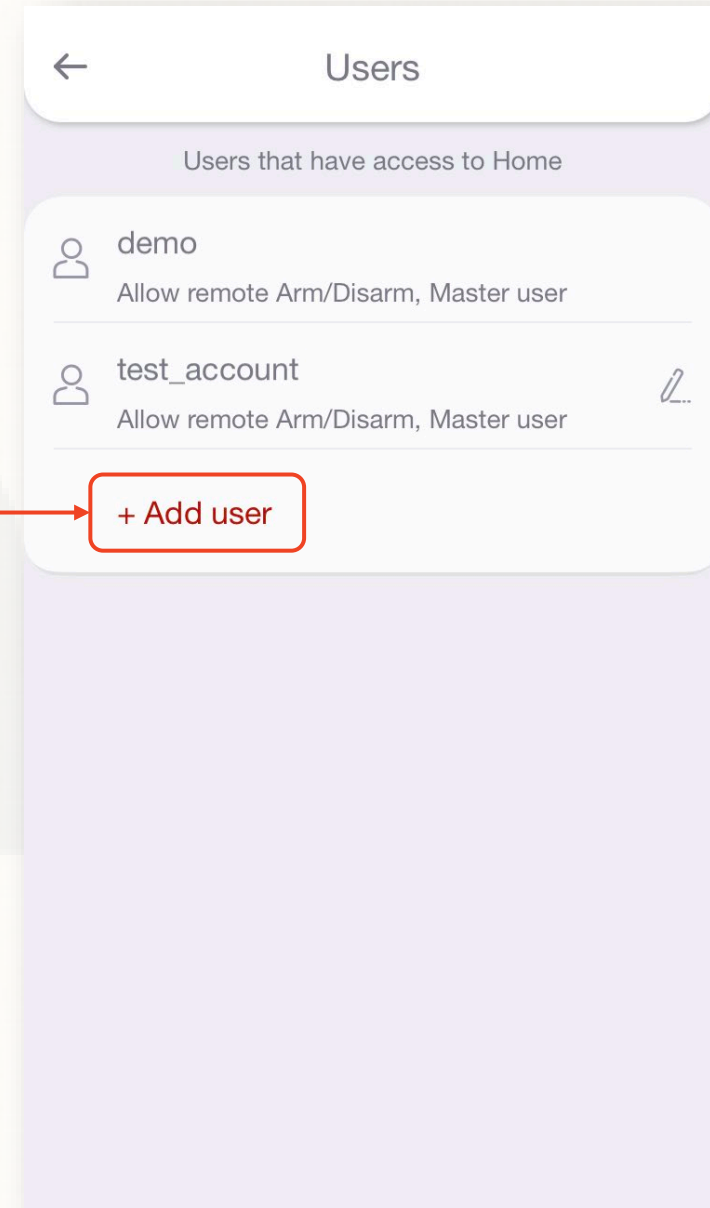 Users
Users that have access to Home
demo
Allow remote Arm/Disarm, Master user
test_account
Allow remote Arm/Disarm, Master user
+ Add user